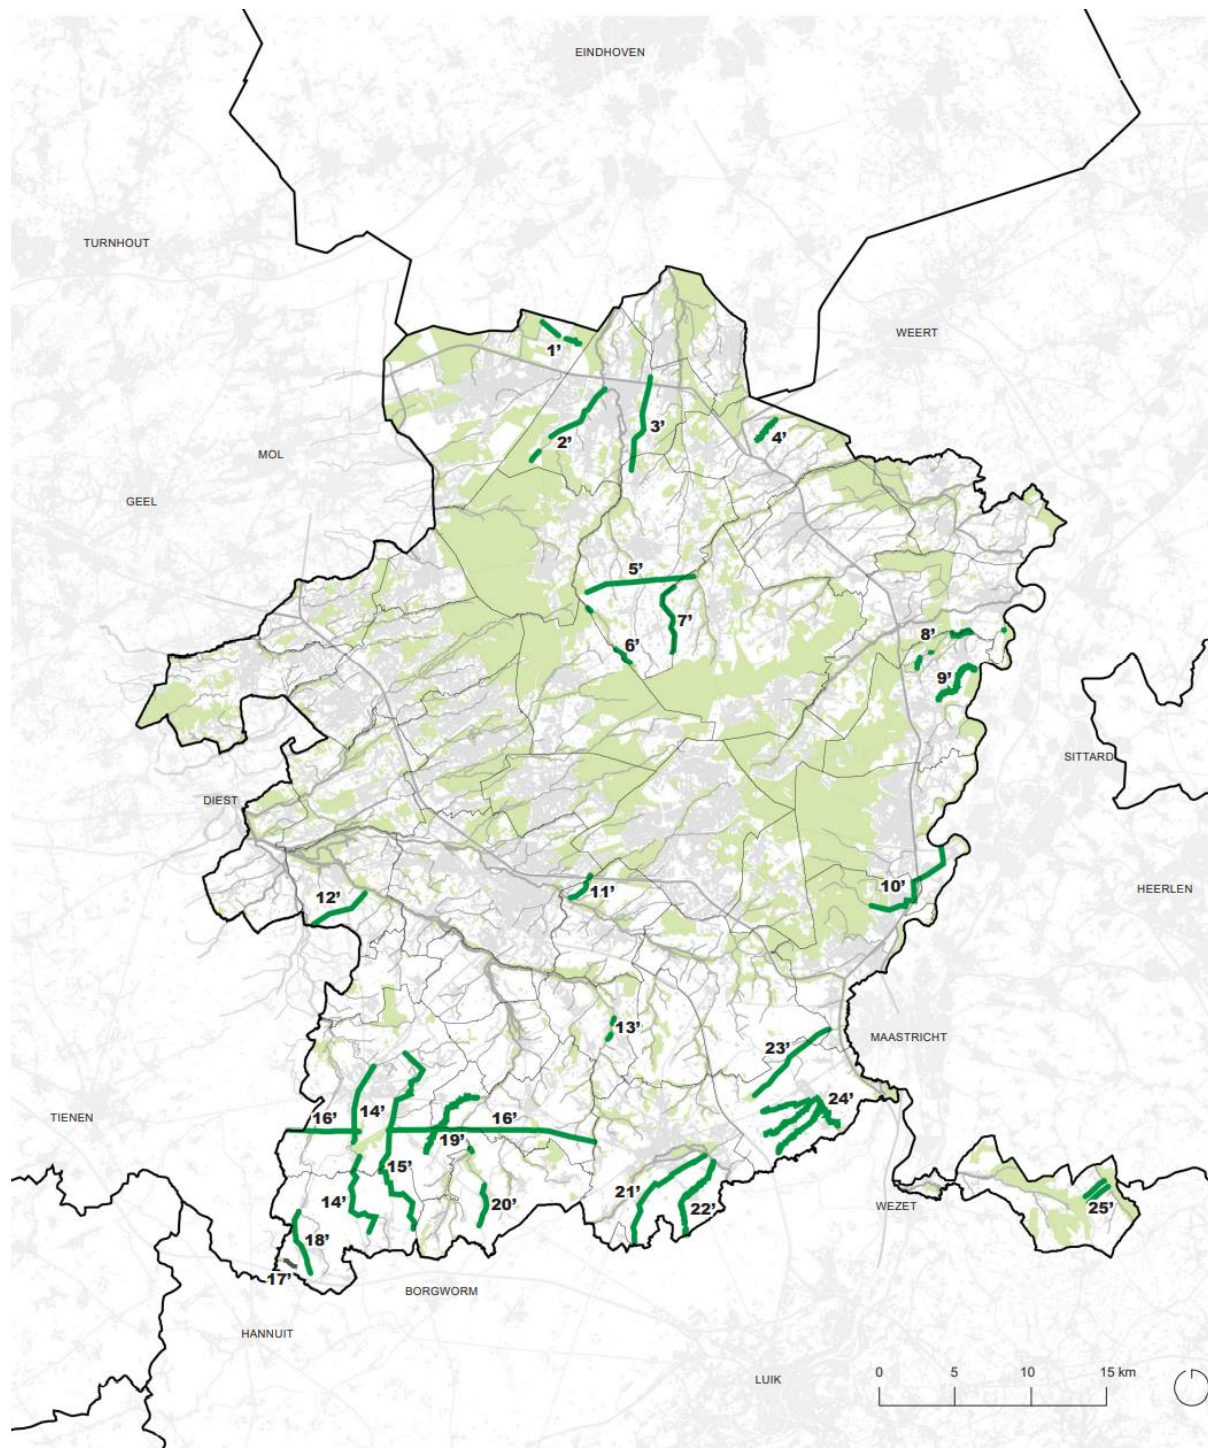 EINDHOVEN
TURNHOUT
WEERT
1’
2’
3’
4’
MOL
GEEL
5’
6’
7’
8’
9’
SITTARD
DIEST
10’
11’
12’
HEERLEN
13’
MAASTRICHT
23’
24’
TIENEN
16’
14’
16’
19’
15’
21’
20’
14’
22’
WEZET
25’
18’
17’
BORGWORM
HANNUIT
LUIK
0 5 10 15 km